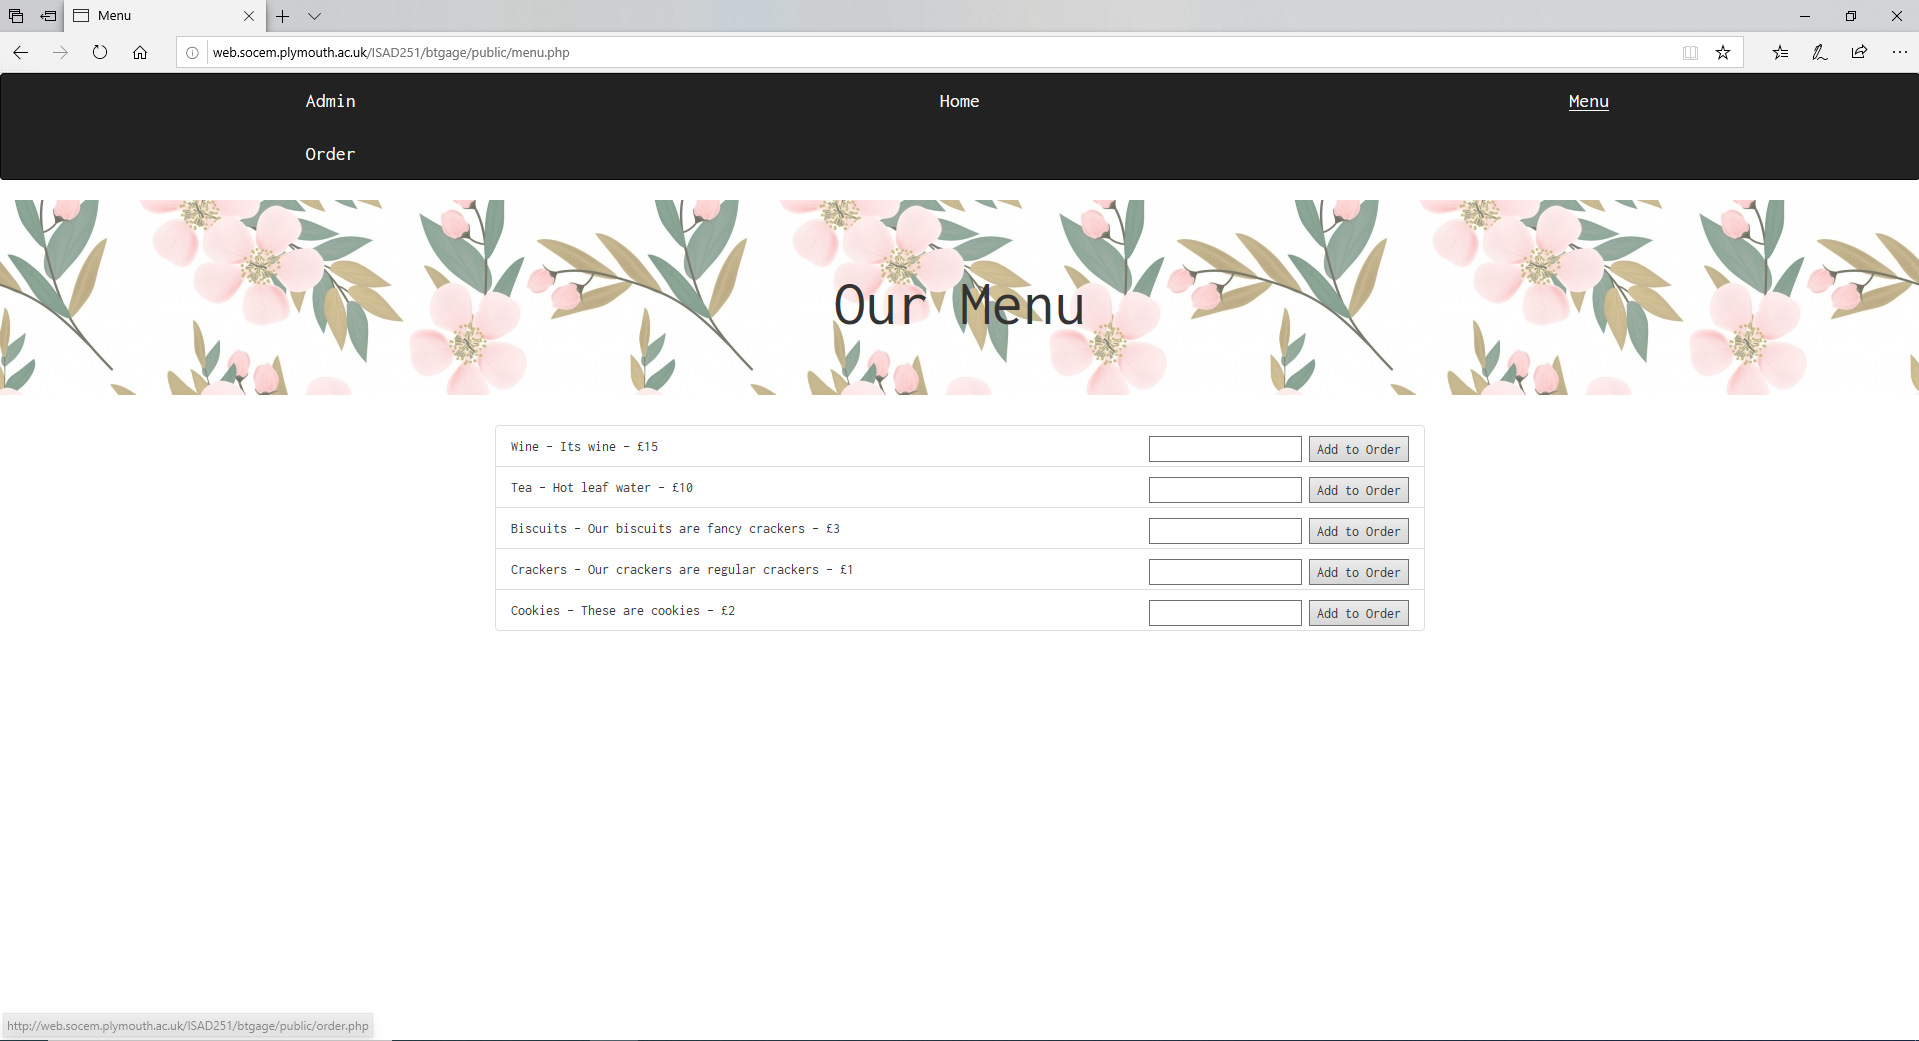 Menu
web.socem.plymouth.ac.uk/ISAD251/btgage/public/menu.php
Admin Home Menu
Order
Our Menu
Wine - Its wine - £15 Add to Order
Tea - Hot leaf water - £10 Add to Order
Biscuits - Our biscuits are fancy crackers - £3 Add to Order
Crackers - Our crackers are regular crackers - £1 Add to Order
Cookies - These are cookies - £2 Add to Order
http://web.socem.plymouth.ac.uk/ISAD251/btgage/public/order.php